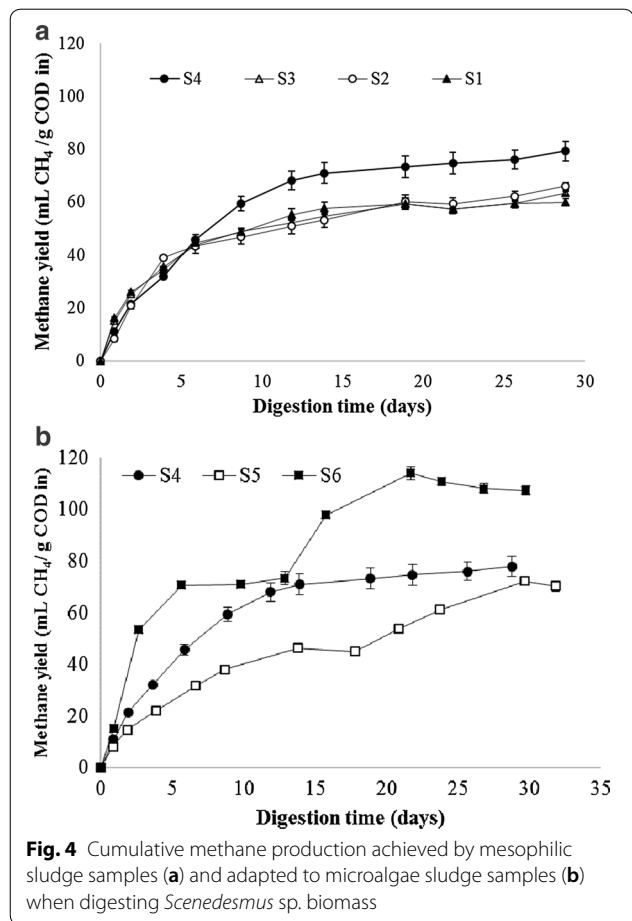 a
120
100
80
60
40
20
0
Methane yield (mL CH₄/g COD in)
S4 S3 S2 S1
0 5 10 15 20 25 30
Digestion time (days)
b
120
100
80
60
40
20
0
Methane yield (mL CH₄/g COD in)
S4 S5 S6
0 5 10 15 20 25 30 35
Digestion time (days)
Fig. 4 Cumulative methane production achieved by mesophilic
sludge samples (a) and adapted to microalgae sludge samples (b)
when digesting Scenedesmus sp. biomass